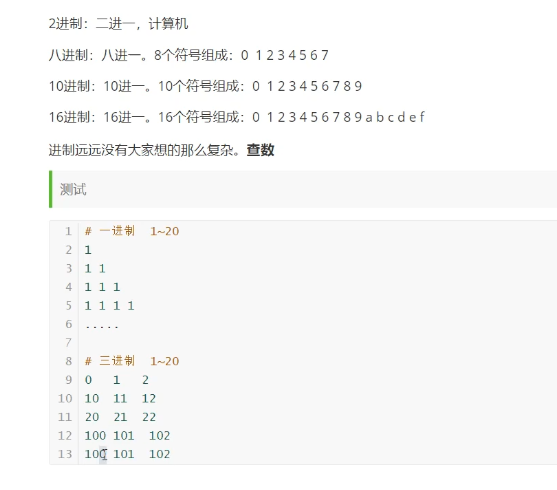 2进制：二进一，计算机
八进制：八进一。8个符号组成：0 1 2 3 4 5 6 7
10进制：10进一。10个符号组成：0 1 2 3 4 5 6 7 8 9
16进制：16进一。16个符号组成：0 1 2 3 4 5 6 7 8 9 a b c d e f
进制远远没有大家想的那么复杂。查数
测试
1 # 一进制 1~20
2 1
3 1 1
4 1 1 1
5 1 1 1 1
6 .....
7
8 # 三进制 1~20
9 0 1 2
10 10 11 12
11 20 21 22
12 100 101 102
13 100 101 102